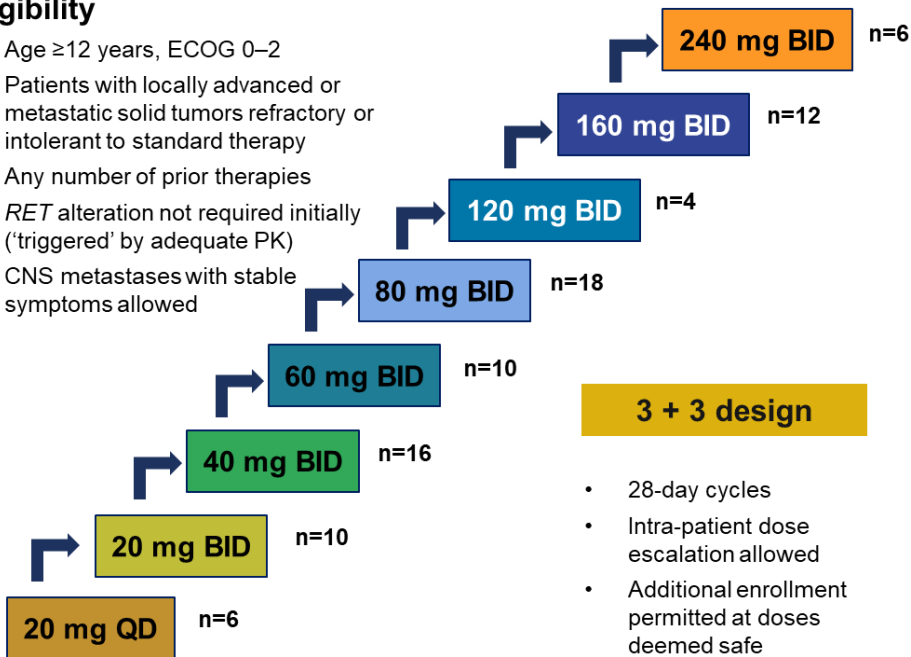 gibility
Age ≥12 years, ECOG 0–2
Patients with locally advanced or
metastatic solid tumors refractory or
intolerant to standard therapy
Any number of prior therapies
RET alteration not required initially
(‘triggered’ by adequate PK)
CNS metastases with stable
symptoms allowed
240 mg BID n=6
160 mg BID n=12
120 mg BID n=4
80 mg BID n=18
60 mg BID n=10
40 mg BID n=16
20 mg BID n=10
20 mg QD n=6
3 + 3 design
• 28-day cycles
• Intra-patient dose
escalation allowed
• Additional enrollment
permitted at doses
deemed safe